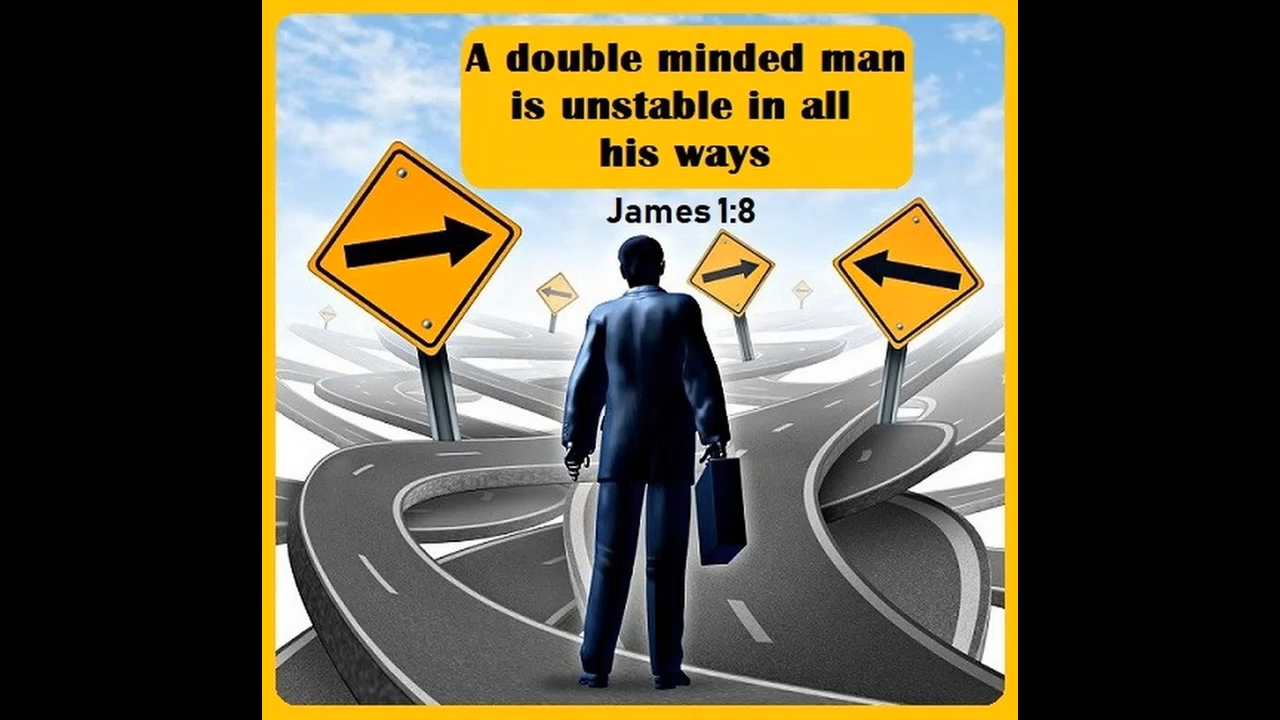 A double minded man
is unstable in all
his ways
James 1:8